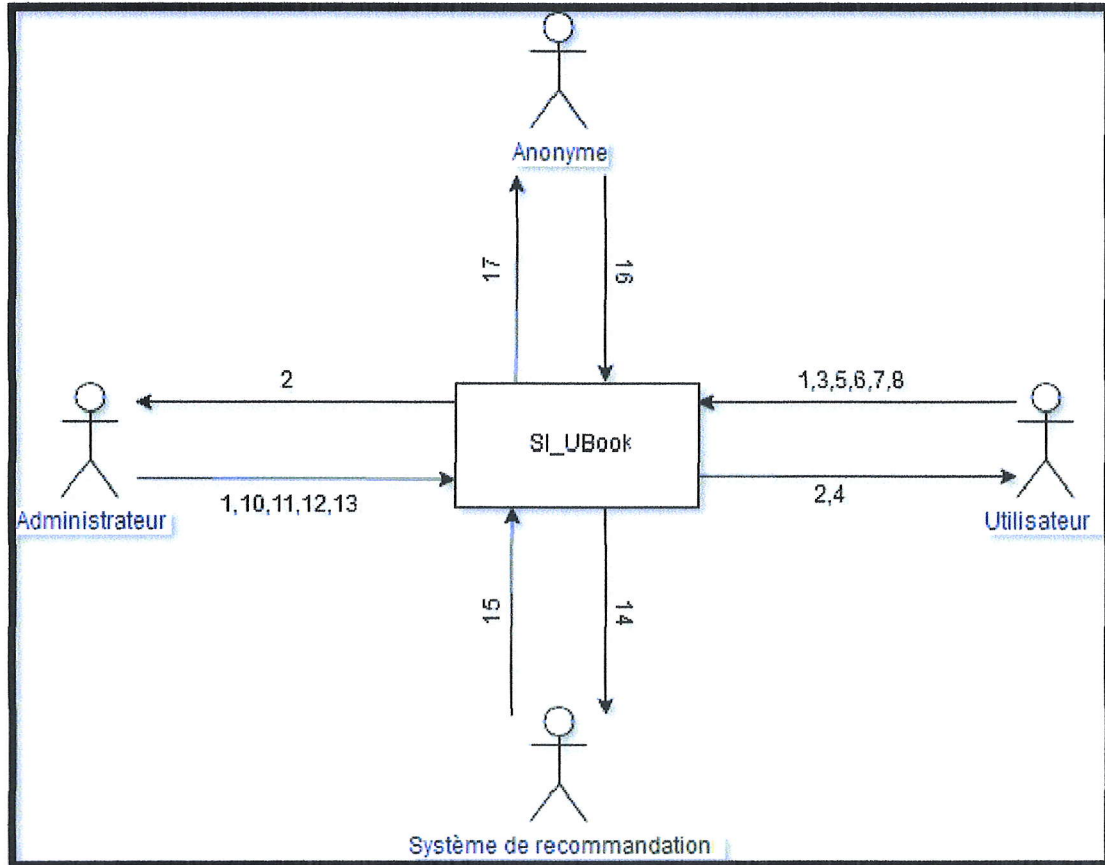 Anonyme
17
16
2
1,3,5,6,7,8
SI_UBook
1,10,11,12,13
2,4
Administrateur
Utilisateur
15
14
Système de recommandation